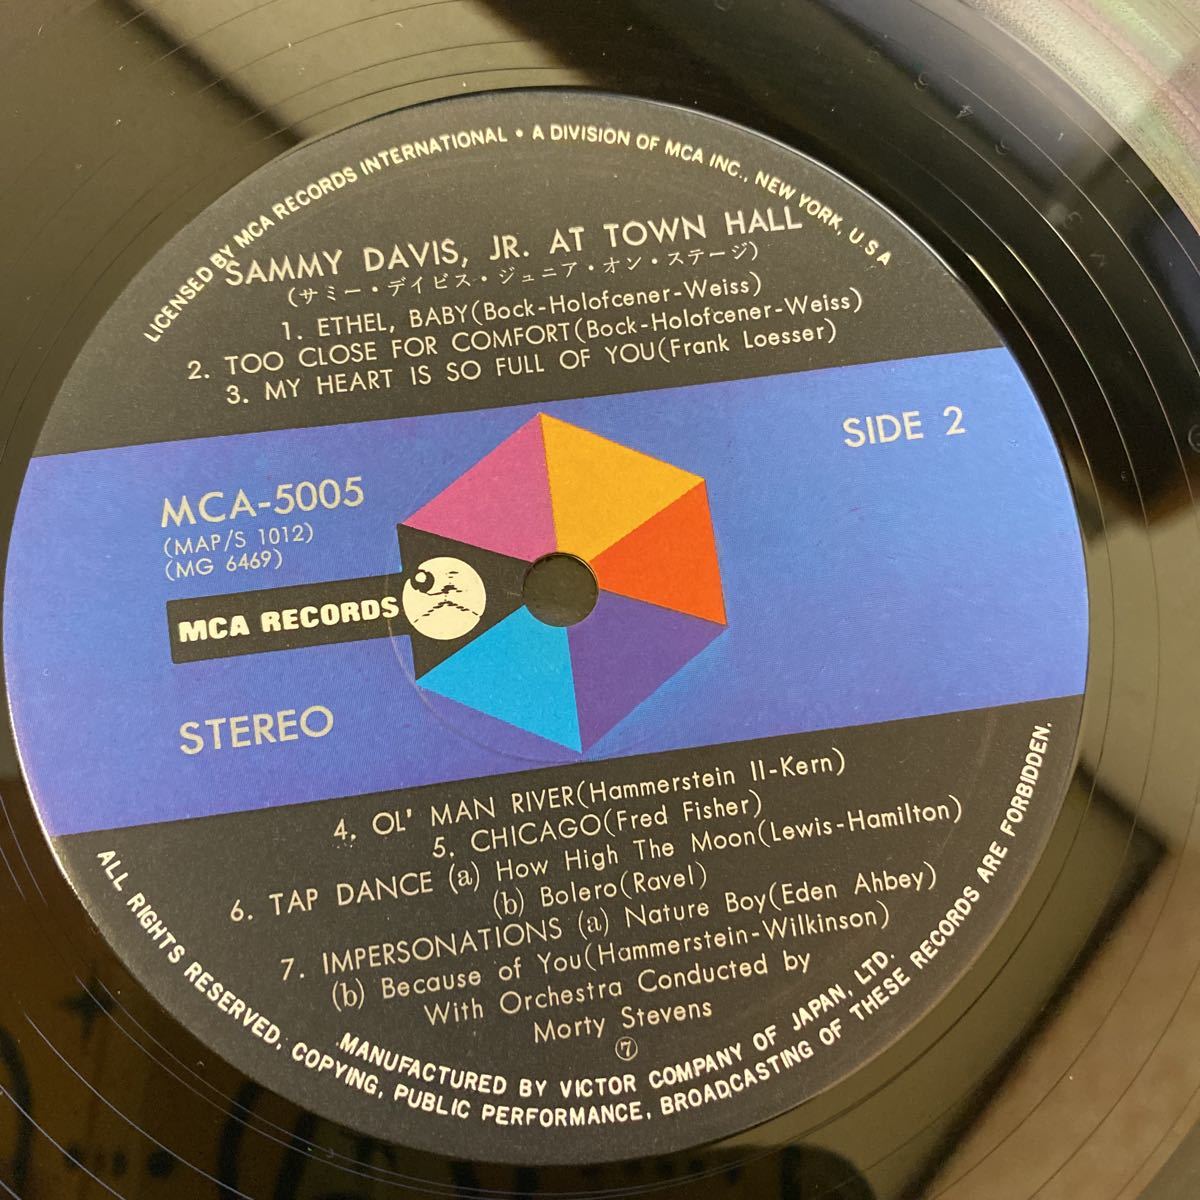 LICENSED BY MCA RECORDS INTERNATIONAL • A DIVISION OF MCA INC., NEW YORK, U S A
SAMMY DAVIS, JR. AT TOWN HALL
(サミー・デイビス・ジュニア・オン・ステージ)
1. ETHEL, BABY(Bock-Holofcener-Weiss)
2. TOO CLOSE FOR COMFORT(Bock-Holofcener-Weiss)
3. MY HEART IS SO FULL OF YOU(Frank Loesser)
SIDE 2
MCA-5005
(MAP/S 1012)
(MG 6469)
MCA RECORDS
STEREO
4. OL' MAN RIVER(Hammerstein II-Kern)
5. CHICAGO(Fred Fisher)
6. TAP DANCE (a) How High The Moon(Lewis-Hamilton)
(b) Bolero(Ravel)
7. IMPERSONATIONS (a) Nature Boy(Eden Ahbey)
(b) Because of You(Hammerstein-Wilkinson)
With Orchestra Conducted by
Morty Stevens
⑦
MANUFACTURED BY VICTOR COMPANY OF JAPAN, LTD.
ALL RIGHTS RESERVED, COPYING, PUBLIC PERFORMANCE, BROADCASTING OF THESE RECORDS ARE FORBIDDEN.